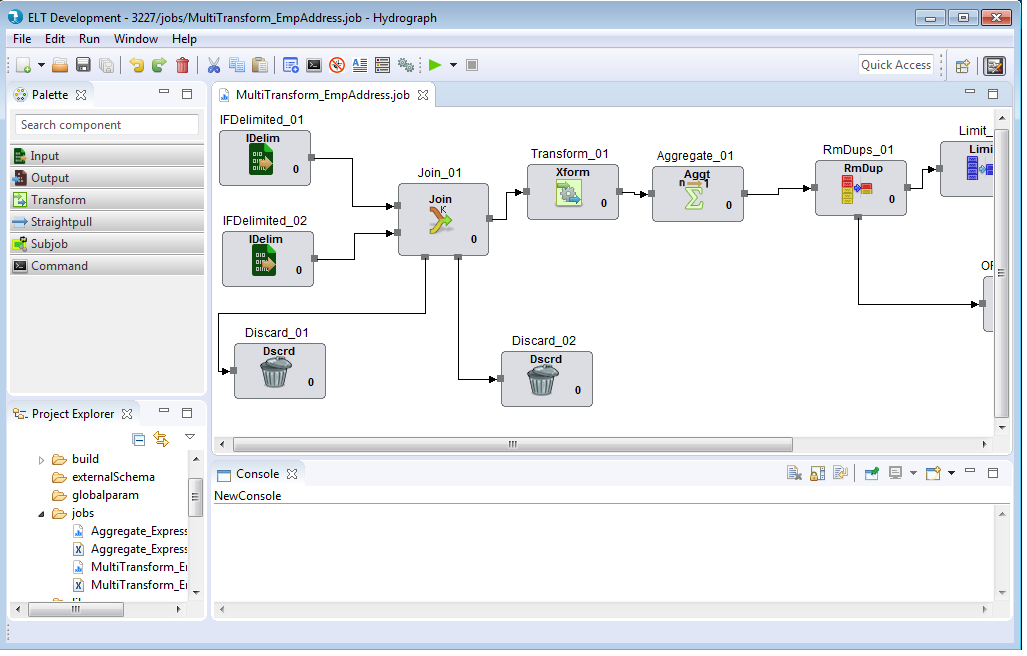 ELT Development - 3227/jobs/MultiTransform_EmpAddress.job - Hydrograph
File Edit Run Window Help
Quick Access
Palette
Search component
Input
Output
Transform
Straightpull
Subjob
Command
MultiTransform_EmpAddress.job
IFDelimited_01
IDelim
0
IFDelimited_02
IDelim
0
Join_01
Join
K
0
Transform_01
Xform
0
Aggregate_01
Aggt
n 1
0
RmDups_01
RmDup
0
Limit_
Limi
Discard_01
Dscrd
0
Discard_02
Dscrd
0
Project Explorer
build
externalSchema
globalparam
jobs
Aggregate_Express
Aggregate_Express
MultiTransform_E
MultiTransform_E
Console
NewConsole